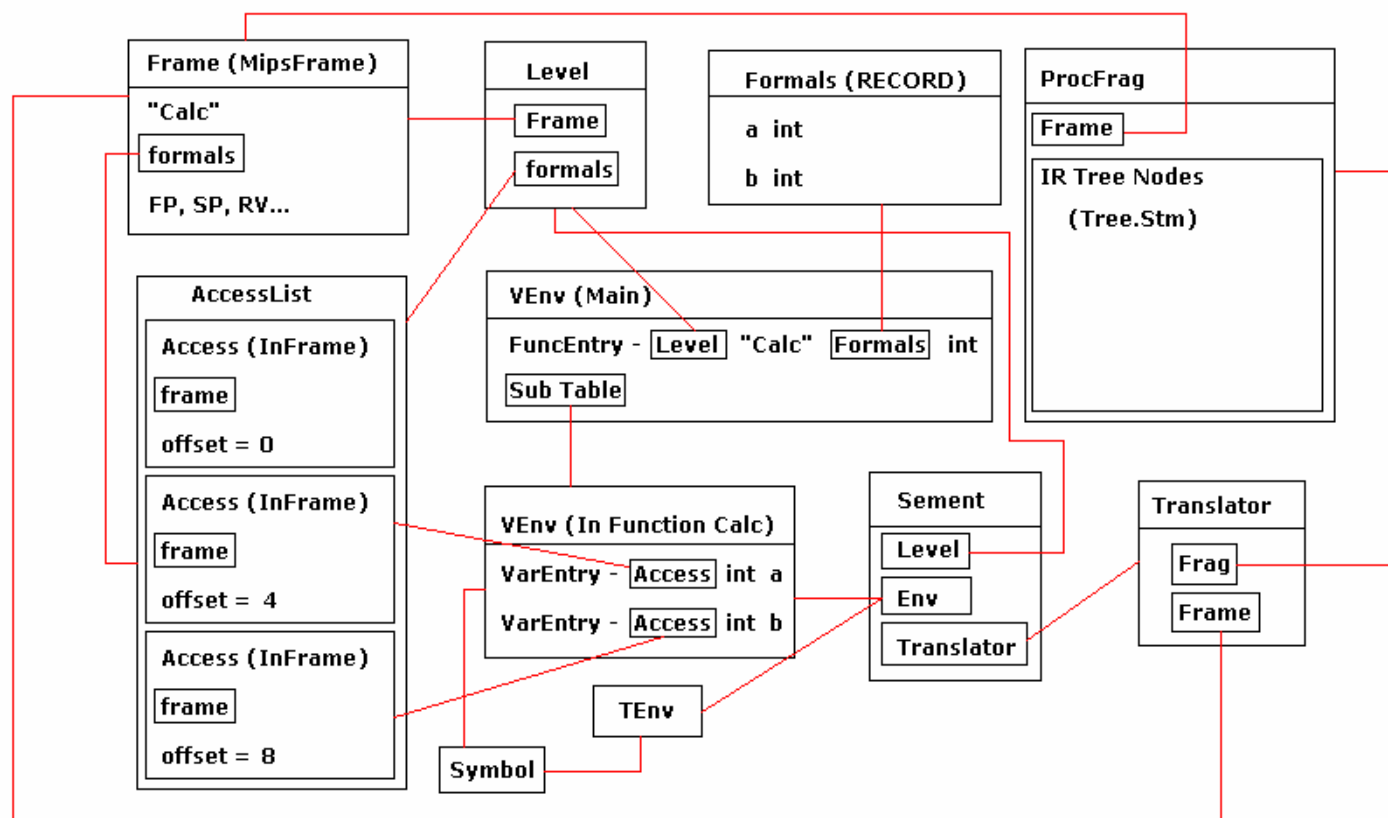 Frame (MipsFrame)
"Calc"
formals
FP, SP, RV...
Level
Frame
formals
Formals (RECORD)
a int
b int
ProcFrag
Frame
IR Tree Nodes
(Tree.Stm)
AccessList
Access (InFrame)
frame
offset = 0
Access (InFrame)
frame
offset = 4
Access (InFrame)
frame
offset = 8
VEnv (Main)
FuncEntry - Level "Calc" Formals int
Sub Table
VEnv (In Function Calc)
VarEntry - Access int a
VarEntry - Access int b
Sement
Level
Env
Translator
Translator
Frag
Frame
TEnv
Symbol